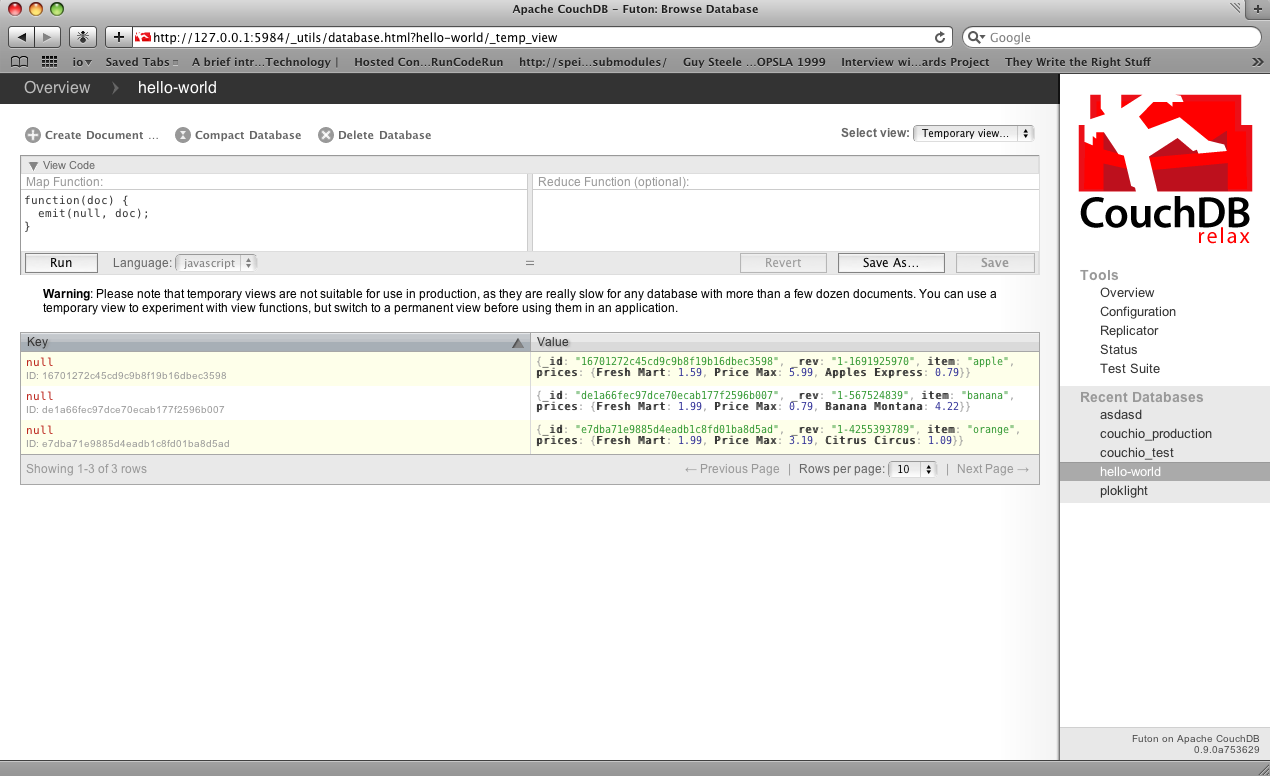 Apache CouchDB – Futon: Browse Database
http://127.0.0.1:5984/_utils/database.html?hello-world/_temp_view
Google
io Saved Tabs A brief intr...Technology | Hosted Con...RunCodeRun http://spei...submodules/ Guy Steele ...OPSLA 1999 Interview wi...ards Project They Write the Right Stuff
Overview hello-world
Create Document ... Compact Database Delete Database
Select view: Temporary view...
View Code
Map Function:
function(doc) {
  emit(null, doc);
}
Reduce Function (optional):
Run Language: javascript = Revert Save As... Save
Warning: Please note that temporary views are not suitable for use in production, as they are really slow for any database with more than a few dozen documents. You can use a
temporary view to experiment with view functions, but switch to a permanent view before using them in an application.
Key Value
null
ID: 16701272c45cd9c9b8f19b16dbec3598
{_id: "16701272c45cd9c9b8f19b16dbec3598", _rev: "1-1691925970", item: "apple",
prices: {Fresh Mart: 1.59, Price Max: 5.99, Apples Express: 0.79}}
null
ID: de1a66fec97dce70ecab177f2596b007
{_id: "de1a66fec97dce70ecab177f2596b007", _rev: "1-567524839", item: "banana",
prices: {Fresh Mart: 1.99, Price Max: 0.79, Banana Montana: 4.22}}
null
ID: e7dba71e9885d4eadb1c8fd01ba8d5ad
{_id: "e7dba71e9885d4eadb1c8fd01ba8d5ad", _rev: "1-4255393789", item: "orange",
prices: {Fresh Mart: 1.99, Price Max: 3.19, Citrus Circus: 1.09}}
Showing 1-3 of 3 rows
← Previous Page | Rows per page: 10 | Next Page →
CouchDB
relax
Tools
Overview
Configuration
Replicator
Status
Test Suite
Recent Databases
asdasd
couchio_production
couchio_test
hello-world
ploklight
Futon on Apache CouchDB
0.9.0a753629